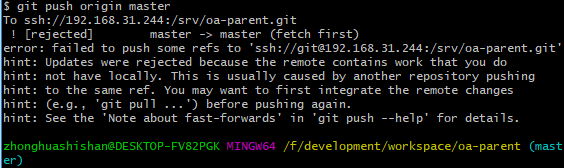 $ git push origin master
To ssh://192.168.31.244:/srv/oa-parent.git
 ! [rejected]        master -> master (fetch first)
error: failed to push some refs to 'ssh://git@192.168.31.244:/srv/oa-parent.git'
hint: Updates were rejected because the remote contains work that you do
hint: not have locally. This is usually caused by another repository pushing
hint: to the same ref. You may want to first integrate the remote changes
hint: (e.g., 'git pull ...') before pushing again.
hint: See the 'Note about fast-forwards' in 'git push --help' for details.
zhonghuashishan@DESKTOP-FV82PGK MINGW64 /f/development/workspace/oa-parent (mast
er)